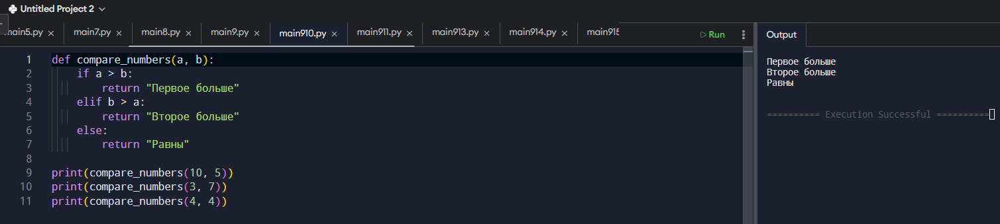 Untitled Project 2
main5.py × main7.py × main8.py × main9.py × main910.py × main911.py × main913.py × main914.py × main915
Run
Output
1 def compare_numbers(a, b):
2     if a > b:
3         return "Первое больше"
4     elif b > a:
5         return "Второе больше"
6     else:
7         return "Равны"
8
9 print(compare_numbers(10, 5))
10 print(compare_numbers(3, 7))
11 print(compare_numbers(4, 4))
Первое больше
Второе больше
Равны
========== Execution Successful ==========